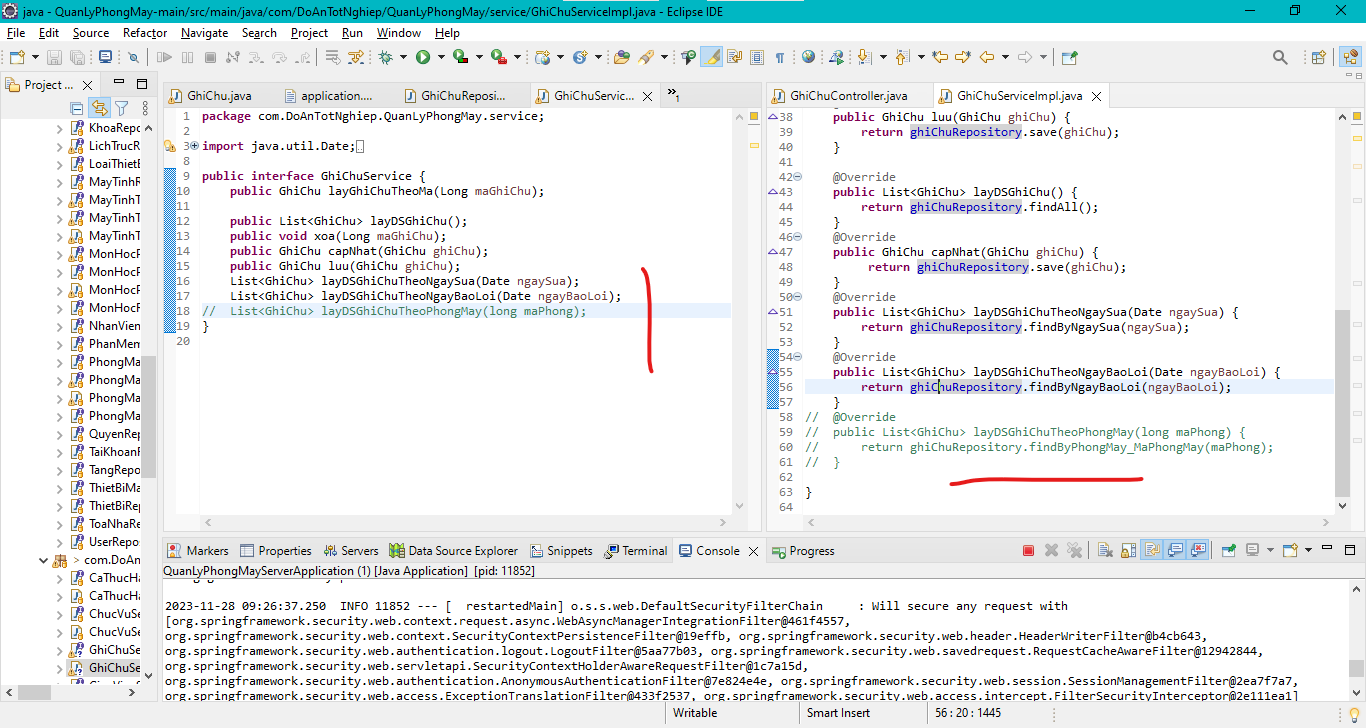 java - QuanLyPhongMay-main/src/main/java/com/DoAnTotNghiep/QuanLyPhongMay/service/GhiChuServiceImpl.java - Eclipse IDE
File Edit Source Refactor Navigate Search Project Run Window Help
Project ...
KhoaRepo
LichTrucR
LoaiThietE
MayTinhR
MayTinhT
MayTinhT
MayTinhT
MonHocF
MonHocF
MonHocF
MonHocF
NhanVien
PhanMem
PhongMa
PhongMa
PhongMa
PhongMa
QuyenRep
TaiKhoanF
TangRepo
ThietBiMa
ThietBiRep
ToaNhaRe
UserRepos
> com.DoAn
CaThucHa
CaThucHa
ChucVuSe
ChucVuSe
GhiChuSe
GhiChuSe
GhiChu.java application.... GhiChuReposi... GhiChuServic... »1
1 package com.DoAnTotNghiep.QuanLyPhongMay.service;
2
3 import java.util.Date;
8
9 public interface GhiChuService {
10 public GhiChu layGhiChuTheoMa(Long maGhiChu);
11
12 public List<GhiChu> layDSGhiChu();
13 public void xoa(Long maGhiChu);
14 public GhiChu capNhat(GhiChu ghiChu);
15 public GhiChu luu(GhiChu ghiChu);
16 List<GhiChu> layDSGhiChuTheoNgaySua(Date ngaySua);
17 List<GhiChu> layDSGhiChuTheoNgayBaoLoi(Date ngayBaoLoi);
18 // List<GhiChu> layDSGhiChuTheoPhongMay(long maPhong);
19 }
20
GhiChuController.java GhiChuServiceImpl.java
38 public GhiChu luu(GhiChu ghiChu) {
39 return ghiChuRepository.save(ghiChu);
40 }
41
42 @Override
43 public List<GhiChu> layDSGhiChu() {
44 return ghiChuRepository.findAll();
45 }
46 @Override
47 public GhiChu capNhat(GhiChu ghiChu) {
48 return ghiChuRepository.save(ghiChu);
49 }
50 @Override
51 public List<GhiChu> layDSGhiChuTheoNgaySua(Date ngaySua) {
52 return ghiChuRepository.findByNgaySua(ngaySua);
53 }
54 @Override
55 public List<GhiChu> layDSGhiChuTheoNgayBaoLoi(Date ngayBaoLoi) {
56 return ghiChuRepository.findByNgayBaoLoi(ngayBaoLoi);
57 }
58 // @Override
59 // public List<GhiChu> layDSGhiChuTheoPhongMay(long maPhong) {
60 // return ghiChuRepository.findByPhongMay_MaPhongMay(maPhong);
61 // }
62
63 }
64
Markers Properties Servers Data Source Explorer Snippets Terminal Console Progress
QuanLyPhongMayServerApplication (1) [Java Application] [pid: 11852]
2023-11-28 09:26:37.250 INFO 11852 --- [ restartedMain] o.s.s.web.DefaultSecurityFilterChain : Will secure any request with
[org.springframework.security.web.context.request.async.WebAsyncManagerIntegrationFilter@461f4557,
org.springframework.security.web.context.SecurityContextPersistenceFilter@19effb, org.springframework.security.web.header.HeaderWriterFilter@b4cb643,
org.springframework.security.web.authentication.logout.LogoutFilter@5aa77b03, org.springframework.security.web.savedrequest.RequestCacheAwareFilter@12942844,
org.springframework.security.web.servletapi.SecurityContextHolderAwareRequestFilter@1c7a15d,
org.springframework.security.web.authentication.AnonymousAuthenticationFilter@7e824e4e, org.springframework.security.web.session.SessionManagementFilter@2ea7f7a7,
org.springframework.security.web.access.ExceptionTranslationFilter@433f2537, org.springframework.security.web.access.intercept.FilterSecurityInterceptor@2e111ea1]
Writable Smart Insert 56 : 20 : 1445